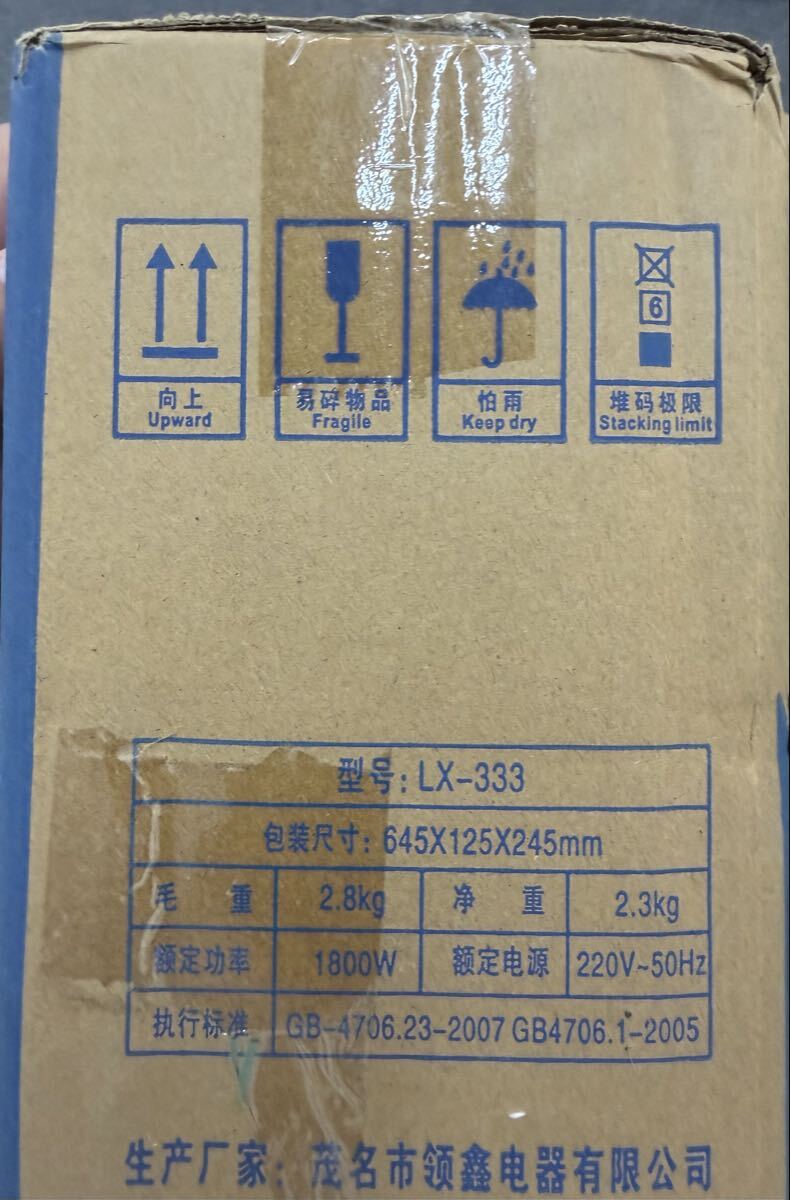 向上 易碎物品 怕雨 堆码极限
Upward Fragile Keep dry Stacking limit
6
型号:LX-333
包装尺寸:645X125X245mm
毛 重 2.8kg 净 重 2.3kg
额定功率 1800W 额定电源 220V~50Hz
执行标准 GB-4706.23-2007 GB4706.1-2005
生产厂家:茂名市领鑫电器有限公司